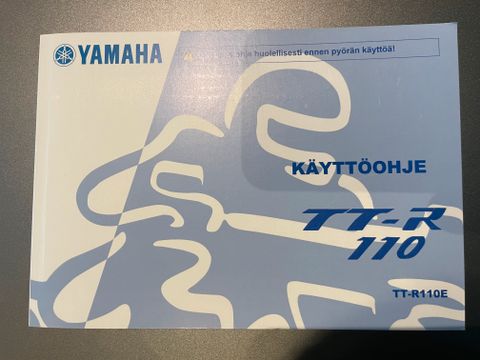 YAMAHA
huolellisesti ennen pyörän käyttöä!
KÄYTTÖOHJE
TT-R
110
TT-R110E